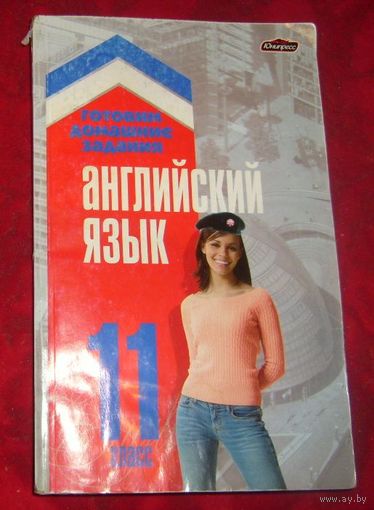 Юнипресс
готовим
домашние
задания
английский
язык
11
класс
www.ay.by